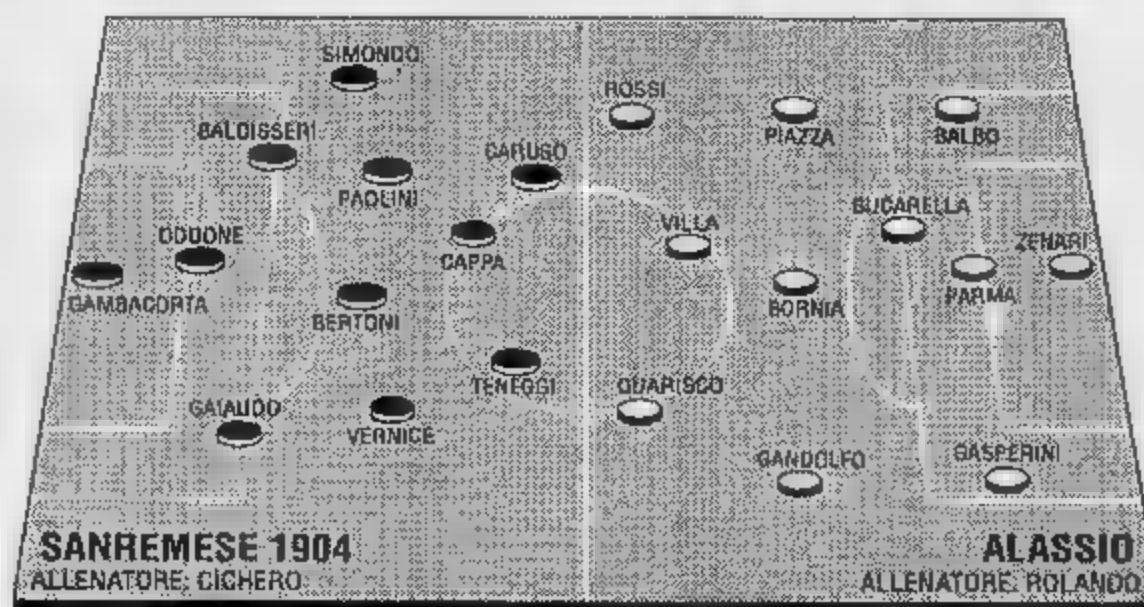 SIMONDO
ROSSI
PIAZZA
BALBO
BALDISSERI
CARUSO
PAOLINI
BUCARELLA
VILLA
ODDONE
ZENARI
CAPPA
GAMBACORTA
PARMA
BORNIA
BERTONI
TENEGGI
GUARISCO
GAIAUDO
VERNICE
GANDOLFO
GASPERINI
SANREMESE 1904
ALASSIO
ALLENATORE: CICHERO
ALLENATORE: ROLANDO